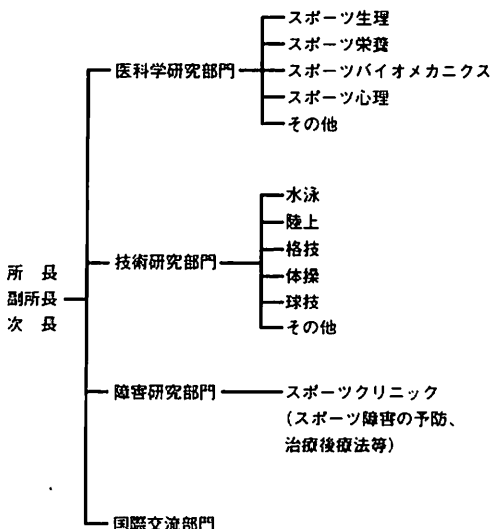 医科学研究部門
スポーツ生理
スポーツ栄養
スポーツバイオメカニクス
スポーツ心理
その他
技術研究部門
水泳
陸上
格技
体操
球技
その他
所長
副所長
次長
障害研究部門
スポーツクリニック
(スポーツ障害の予防、
治療後療法等)
国際交流部門